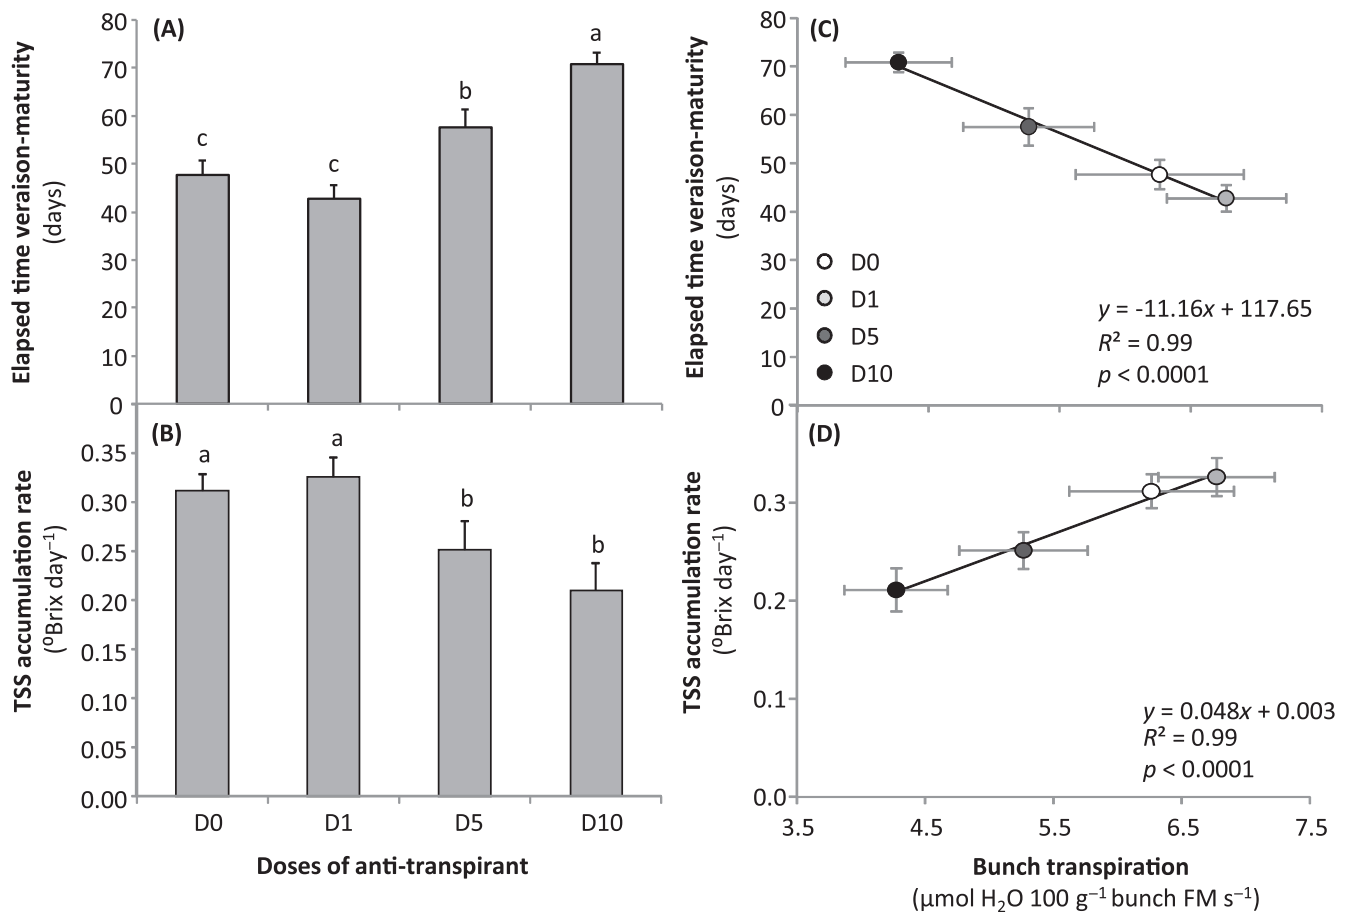 (A)
Elapsed time veraison-maturity
(days)
80
70
60
50
40
30
20
10
0
c
c
b
a
(B)
TSS accumulation rate
(⁰Brix day⁻¹)
0.35
0.30
0.25
0.20
0.15
0.10
0.05
0.00
a
a
b
b
D0 D1 D5 D10
Doses of anti-transpirant
(C)
Elapsed time veraison-maturity
(days)
80
70
60
50
40
30
20
10
0
D0
D1
D5
D10
y = -11.16x + 117.65
R² = 0.99
p < 0.0001
(D)
TSS accumulation rate
(⁰Brix day⁻¹)
0.3
0.2
0.1
0.0
y = 0.048x + 0.003
R² = 0.99
p < 0.0001
3.5 4.5 5.5 6.5 7.5
Bunch transpiration
(μmol H₂O 100 g⁻¹ bunch FM s⁻¹)